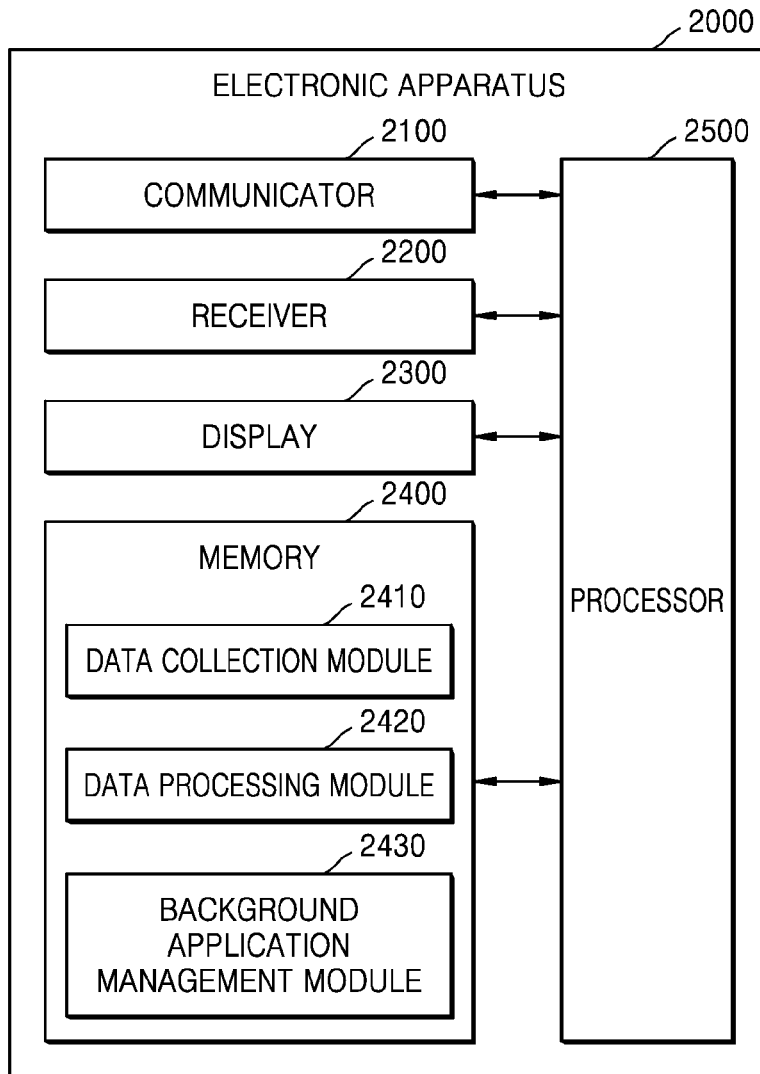 2000
ELECTRONIC APPARATUS
2100
2500
COMMUNICATOR
2200
RECEIVER
2300
DISPLAY
2400
MEMORY
PROCESSOR
2410
DATA COLLECTION MODULE
2420
DATA PROCESSING MODULE
2430
BACKGROUND
APPLICATION
MANAGEMENT MODULE